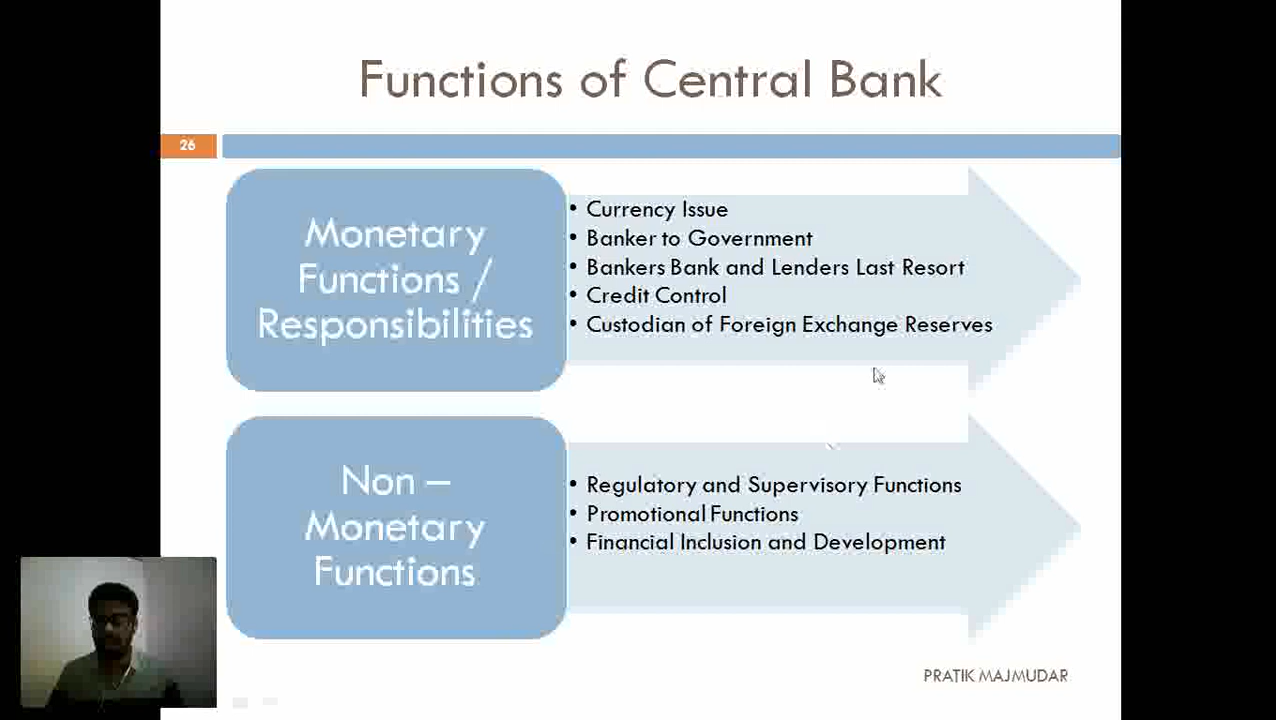 Functions of Central Bank
26
Monetary
Functions /
Responsibilities
• Currency Issue
• Banker to Government
• Bankers Bank and Lenders Last Resort
• Credit Control
• Custodian of Foreign Exchange Reserves
Non –
Monetary
Functions
• Regulatory and Supervisory Functions
• Promotional Functions
• Financial Inclusion and Development
PRATIK MAJMUDAR